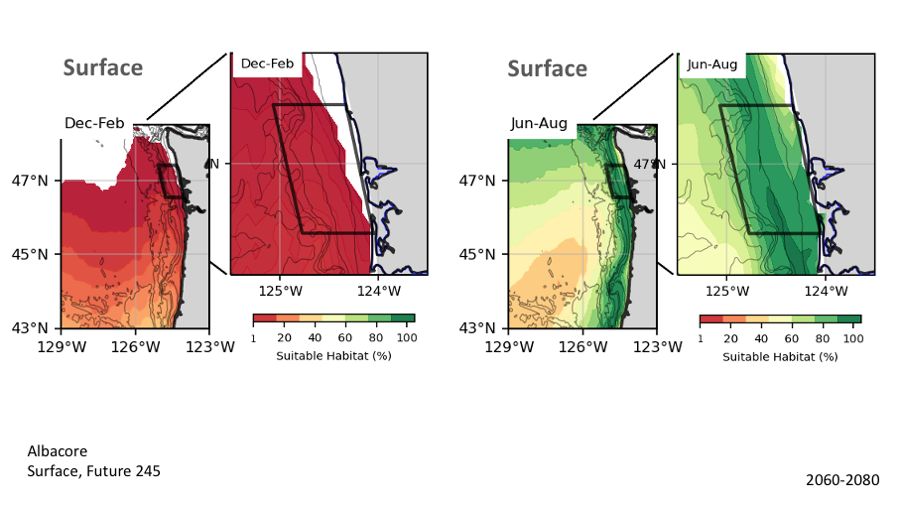 Surface
Dec-Feb
Dec-Feb
47°N
45°N
43°N
129°W 126°W 123°W
N
125°W 124°W
1 20 40 60 80 100
Suitable Habitat (%)
Surface
Jun-Aug
Jun-Aug
47°N
45°N
43°N
129°W 126°W 123°W
47°N
125°W 124°W
1 20 40 60 80 100
Suitable Habitat (%)
Albacore
Surface, Future 245
2060-2080